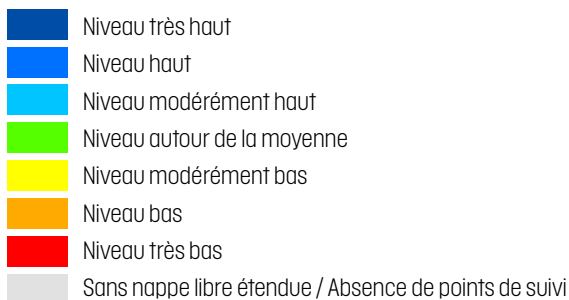 Niveau très haut
Niveau haut
Niveau modérément haut
Niveau autour de la moyenne
Niveau modérément bas
Niveau bas
Niveau très bas
Sans nappe libre étendue / Absence de points de suivi